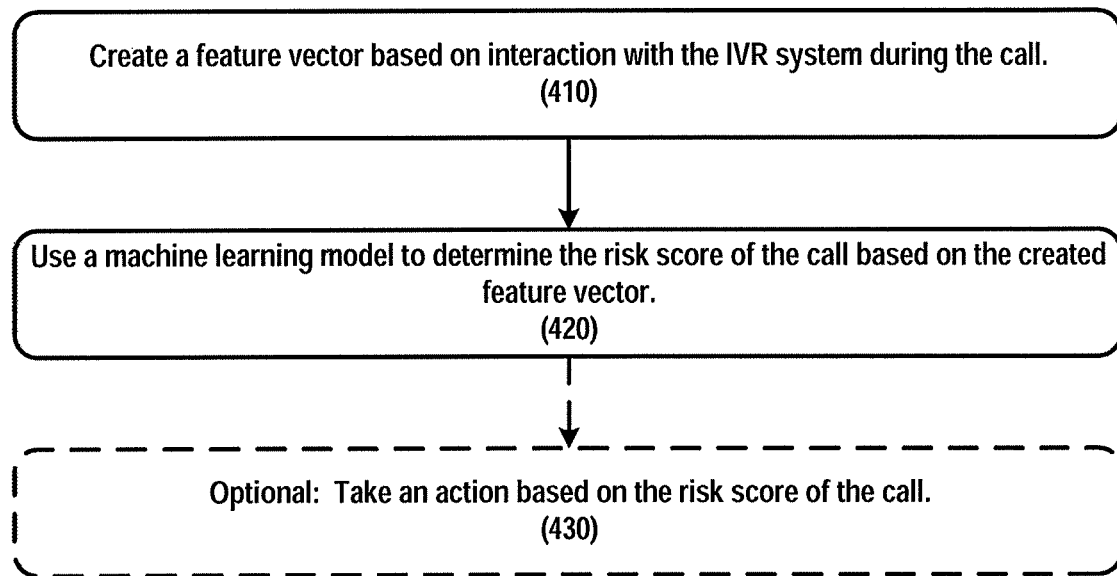 Create a feature vector based on interaction with the IVR system during the call.
(410)
Use a machine learning model to determine the risk score of the call based on the created
feature vector.
(420)
Optional: Take an action based on the risk score of the call.
(430)